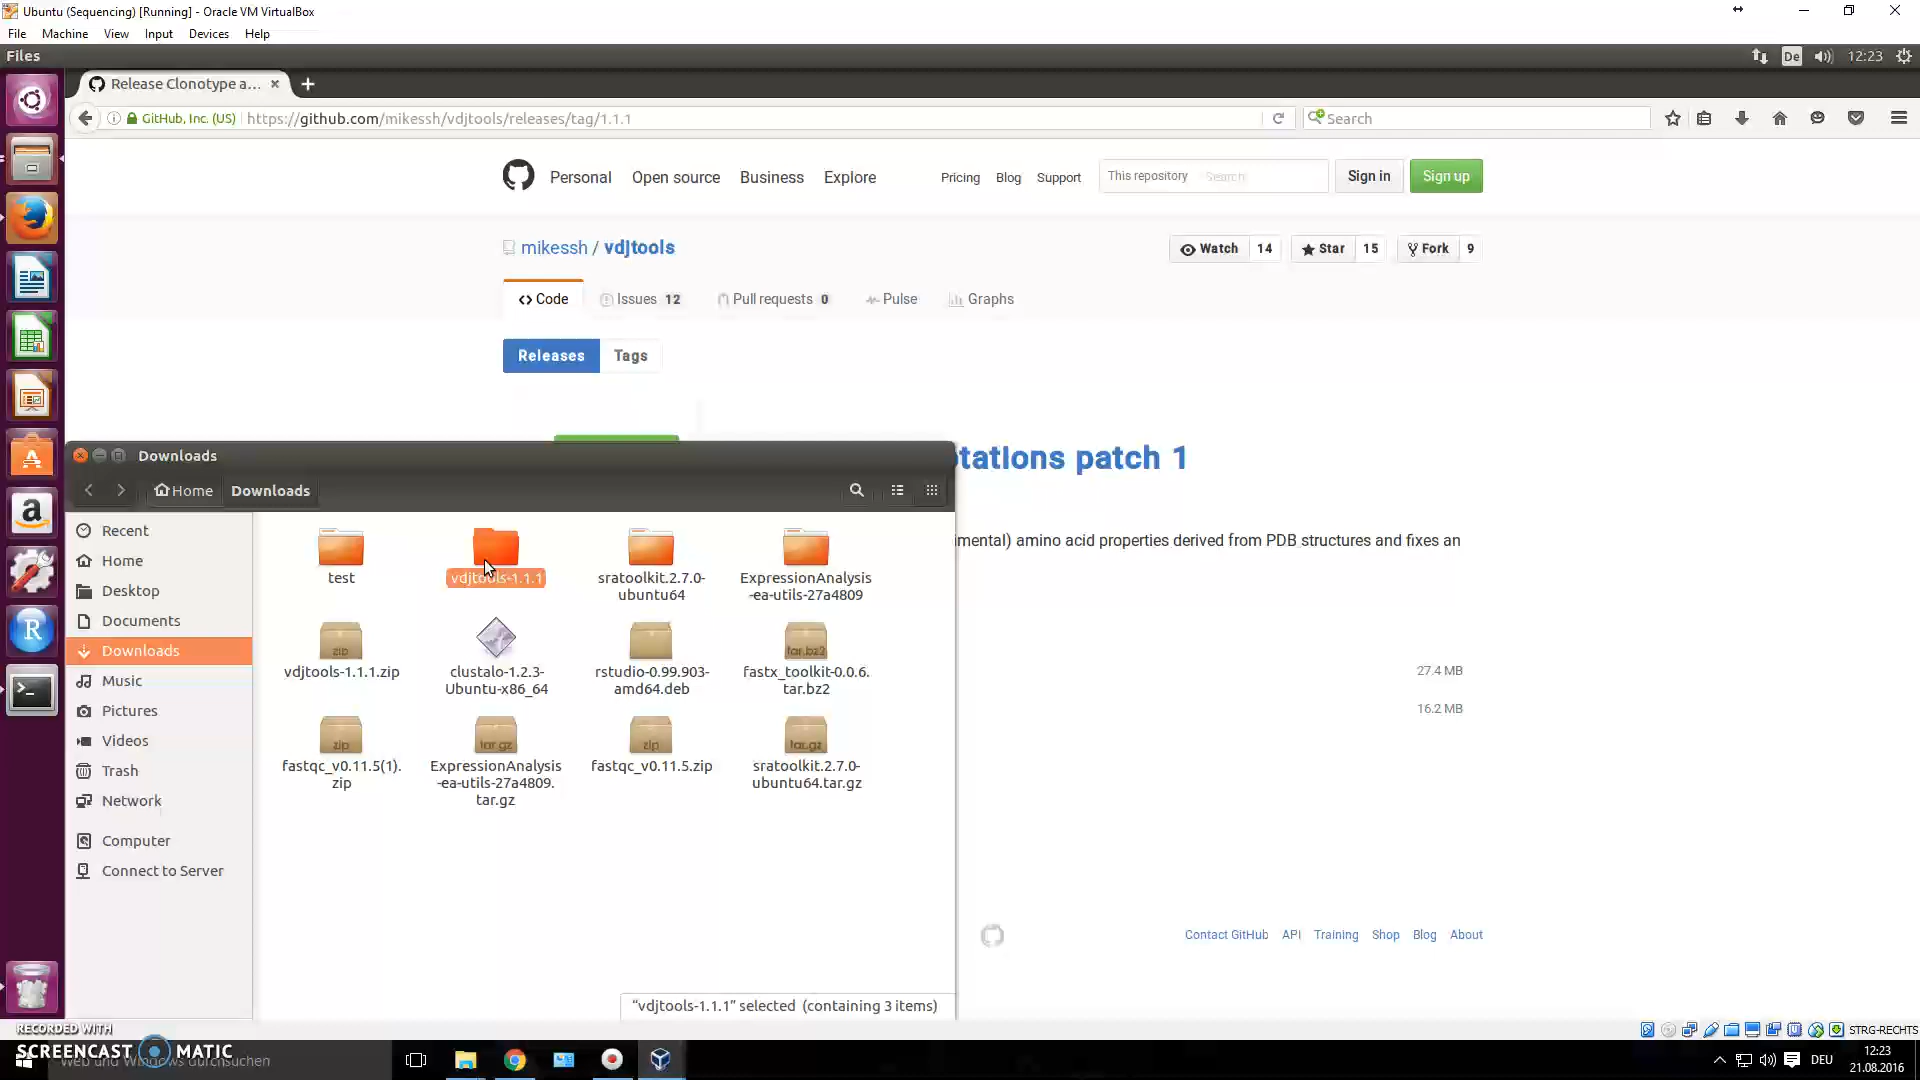 Ubuntu (Sequencing) [Running] - Oracle VM VirtualBox
File Machine View Input Devices Help
Files
De
12:23
Release Clonotype a...
GitHub, Inc. (US)
https://github.com/mikessh/vdjtools/releases/tag/1.1.1
Search
Personal Open source Business Explore
Pricing Blog Support
This repository Search
Sign in
Sign up
mikessh / vdjtools
Watch 14
Star 15
Fork 9
Code
Issues 12
Pull requests 0
Pulse
Graphs
Releases
Tags
tations patch 1
imental) amino acid properties derived from PDB structures and fixes an
27.4 MB
16.2 MB
Contact GitHub API Training Shop Blog About
Downloads
Home
Downloads
Recent
Home
Desktop
Documents
Downloads
Music
Pictures
Videos
Trash
Network
Computer
Connect to Server
test
vdjtools-1.1.1
sratoolkit.2.7.0-
ubuntu64
ExpressionAnalysis
-ea-utils-27a4809
zip
vdjtools-1.1.1.zip
clustalo-1.2.3-
Ubuntu-x86_64
rstudio-0.99.903-
amd64.deb
tar.bz2
fastx_toolkit-0.0.6.
tar.bz2
zip
fastqc_v0.11.5(1).
zip
tar.gz
ExpressionAnalysis
-ea-utils-27a4809.
tar.gz
zip
fastqc_v0.11.5.zip
tar.gz
sratoolkit.2.7.0-
ubuntu64.tar.gz
"vdjtools-1.1.1" selected (containing 3 items)
STRG-RECHTS
RECORDED WITH
SCREENCAST MATIC
Web und Windows durchsuchen
DEU
12:23
21.08.2016